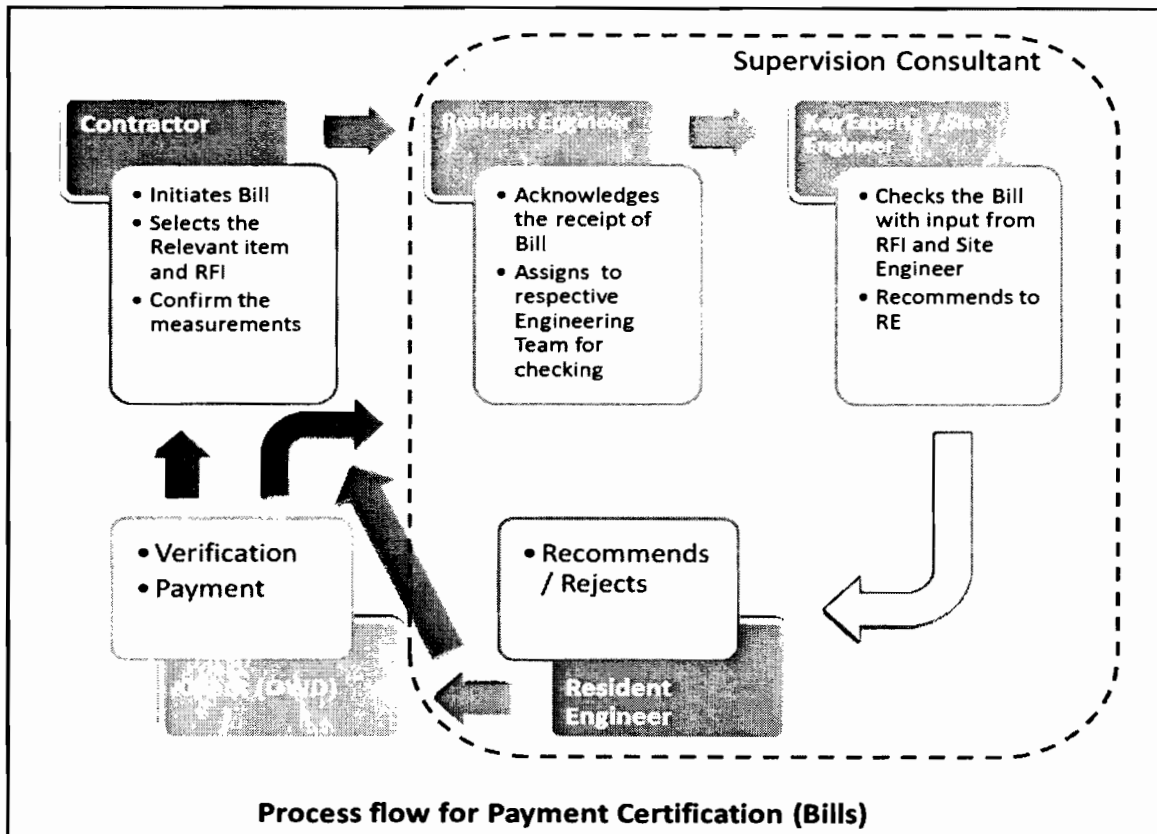 Supervision Consultant
Contractor
• Initiates Bill
• Selects the
Relevant item
and RFI
• Confirm the
measurements
Resident Engineer
• Acknowledges
the receipt of
Bill
• Assigns to
respective
Engineering
Team for
checking
Engineer
• Checks the Bill
with input from
RFI and Site
Engineer
• Recommends to
RE
• Verification
• Payment
• Recommends
/ Rejects
Resident
Engineer
Process flow for Payment Certification (Bills)